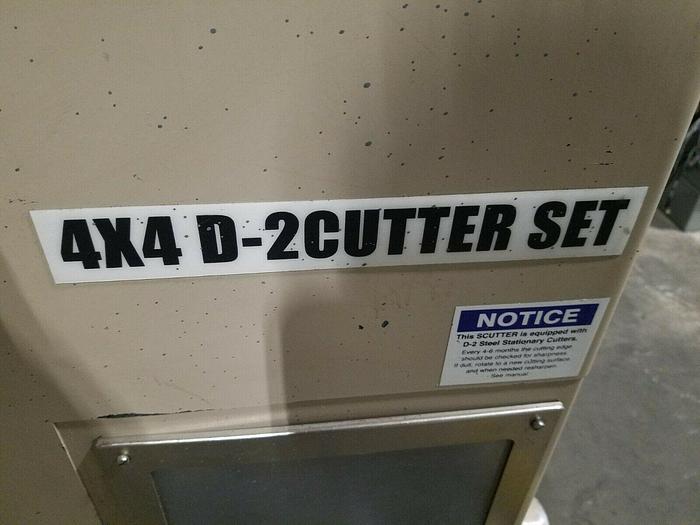 4X4 D-2CUTTER SET
NOTICE
This SCUTTER is equipped with
D-2 Steel Stationary Cutters.
Every 4-6 months the cutting edge
should be checked for sharpness.
If dull, rotate to a new cutting surface
and when needed resharpen.
See manual